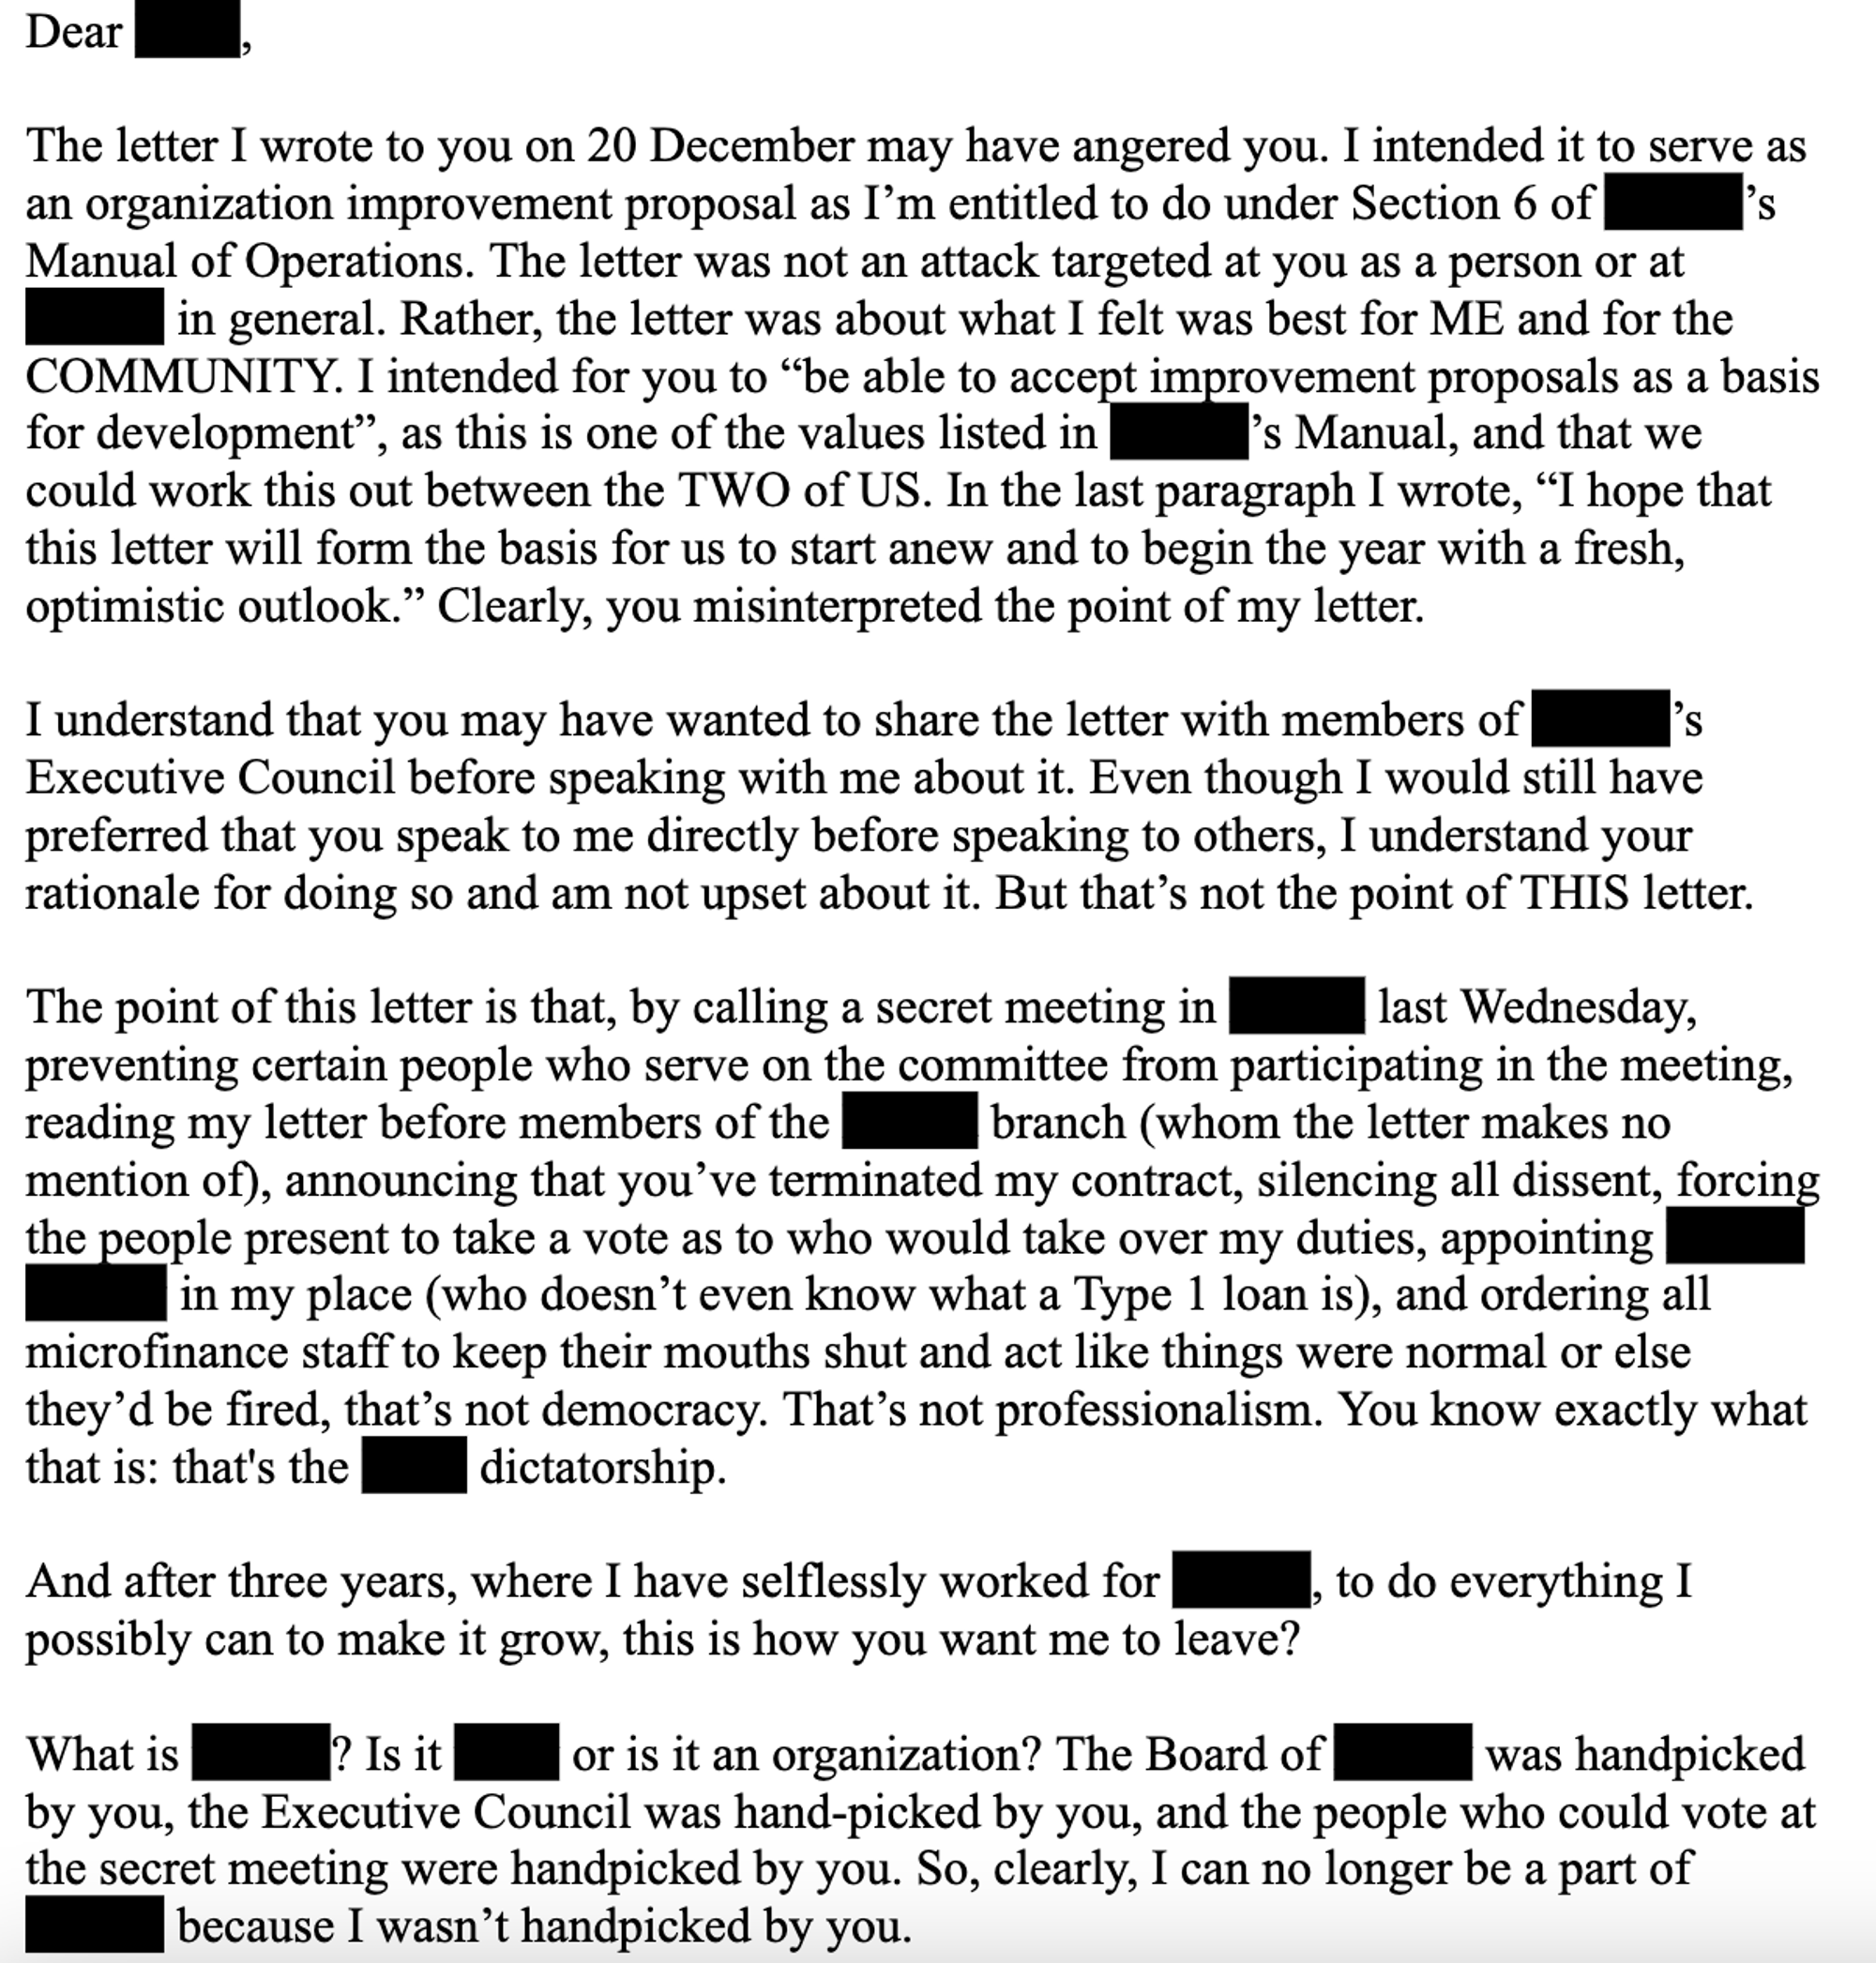 Dear ,
The letter I wrote to you on 20 December may have angered you. I intended it to serve as
an organization improvement proposal as I’m entitled to do under Section 6 of ’s
Manual of Operations. The letter was not an attack targeted at you as a person or at
in general. Rather, the letter was about what I felt was best for ME and for the
COMMUNITY. I intended for you to “be able to accept improvement proposals as a basis
for development”, as this is one of the values listed in ’s Manual, and that we
could work this out between the TWO of US. In the last paragraph I wrote, “I hope that
this letter will form the basis for us to start anew and to begin the year with a fresh,
optimistic outlook.” Clearly, you misinterpreted the point of my letter.
I understand that you may have wanted to share the letter with members of ’s
Executive Council before speaking with me about it. Even though I would still have
preferred that you speak to me directly before speaking to others, I understand your
rationale for doing so and am not upset about it. But that’s not the point of THIS letter.
The point of this letter is that, by calling a secret meeting in last Wednesday,
preventing certain people who serve on the committee from participating in the meeting,
reading my letter before members of the branch (whom the letter makes no
mention of), announcing that you’ve terminated my contract, silencing all dissent, forcing
the people present to take a vote as to who would take over my duties, appointing
in my place (who doesn’t even know what a Type 1 loan is), and ordering all
microfinance staff to keep their mouths shut and act like things were normal or else
they’d be fired, that’s not democracy. That’s not professionalism. You know exactly what
that is: that's the dictatorship.
And after three years, where I have selflessly worked for , to do everything I
possibly can to make it grow, this is how you want me to leave?
What is ? Is it or is it an organization? The Board of was handpicked
by you, the Executive Council was hand-picked by you, and the people who could vote at
the secret meeting were handpicked by you. So, clearly, I can no longer be a part of
because I wasn’t handpicked by you.